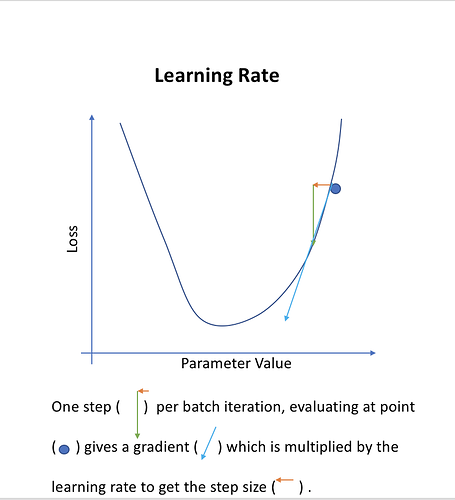 Learning Rate
Loss
Parameter Value
One step ( ) per batch iteration, evaluating at point
( ) gives a gradient ( ) which is multiplied by the
learning rate to get the step size ( ) .